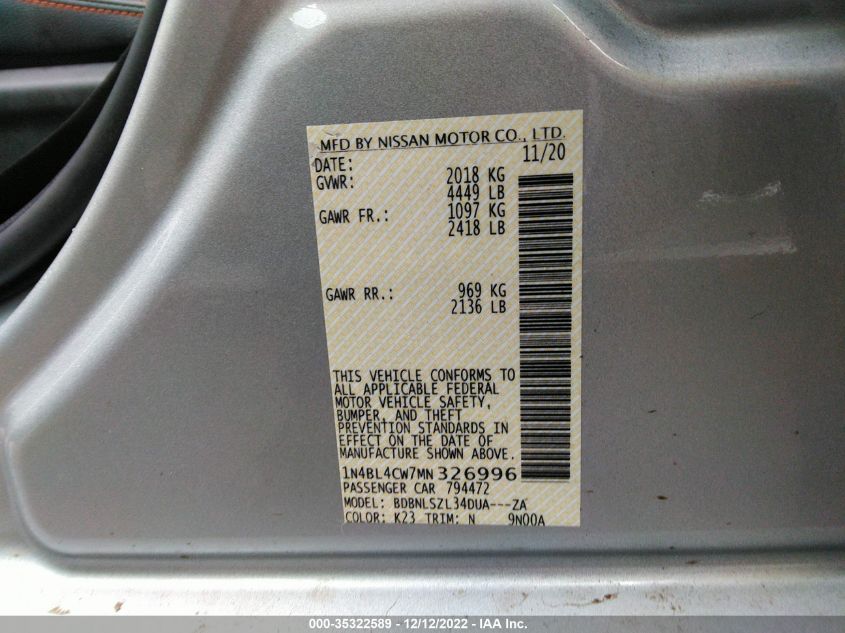 MFD BY NISSAN MOTOR CO., LTD.
DATE: 11/20
GVWR: 2018 KG
4449 LB
GAWR FR.: 1097 KG
2418 LB
GAWR RR.: 969 KG
2136 LB
THIS VEHICLE CONFORMS TO
ALL APPLICABLE FEDERAL
MOTOR VEHICLE SAFETY,
BUMPER, AND THEFT
PREVENTION STANDARDS IN
EFFECT ON THE DATE OF
MANUFACTURE SHOWN ABOVE.
1N4BL4CW7MN326996
PASSENGER CAR 794472
MODEL: BDBNLSZL34DUA---ZA
COLOR: K23 TRIM: N 9N00A
000-35322589 - 12/12/2022 - IAA Inc.